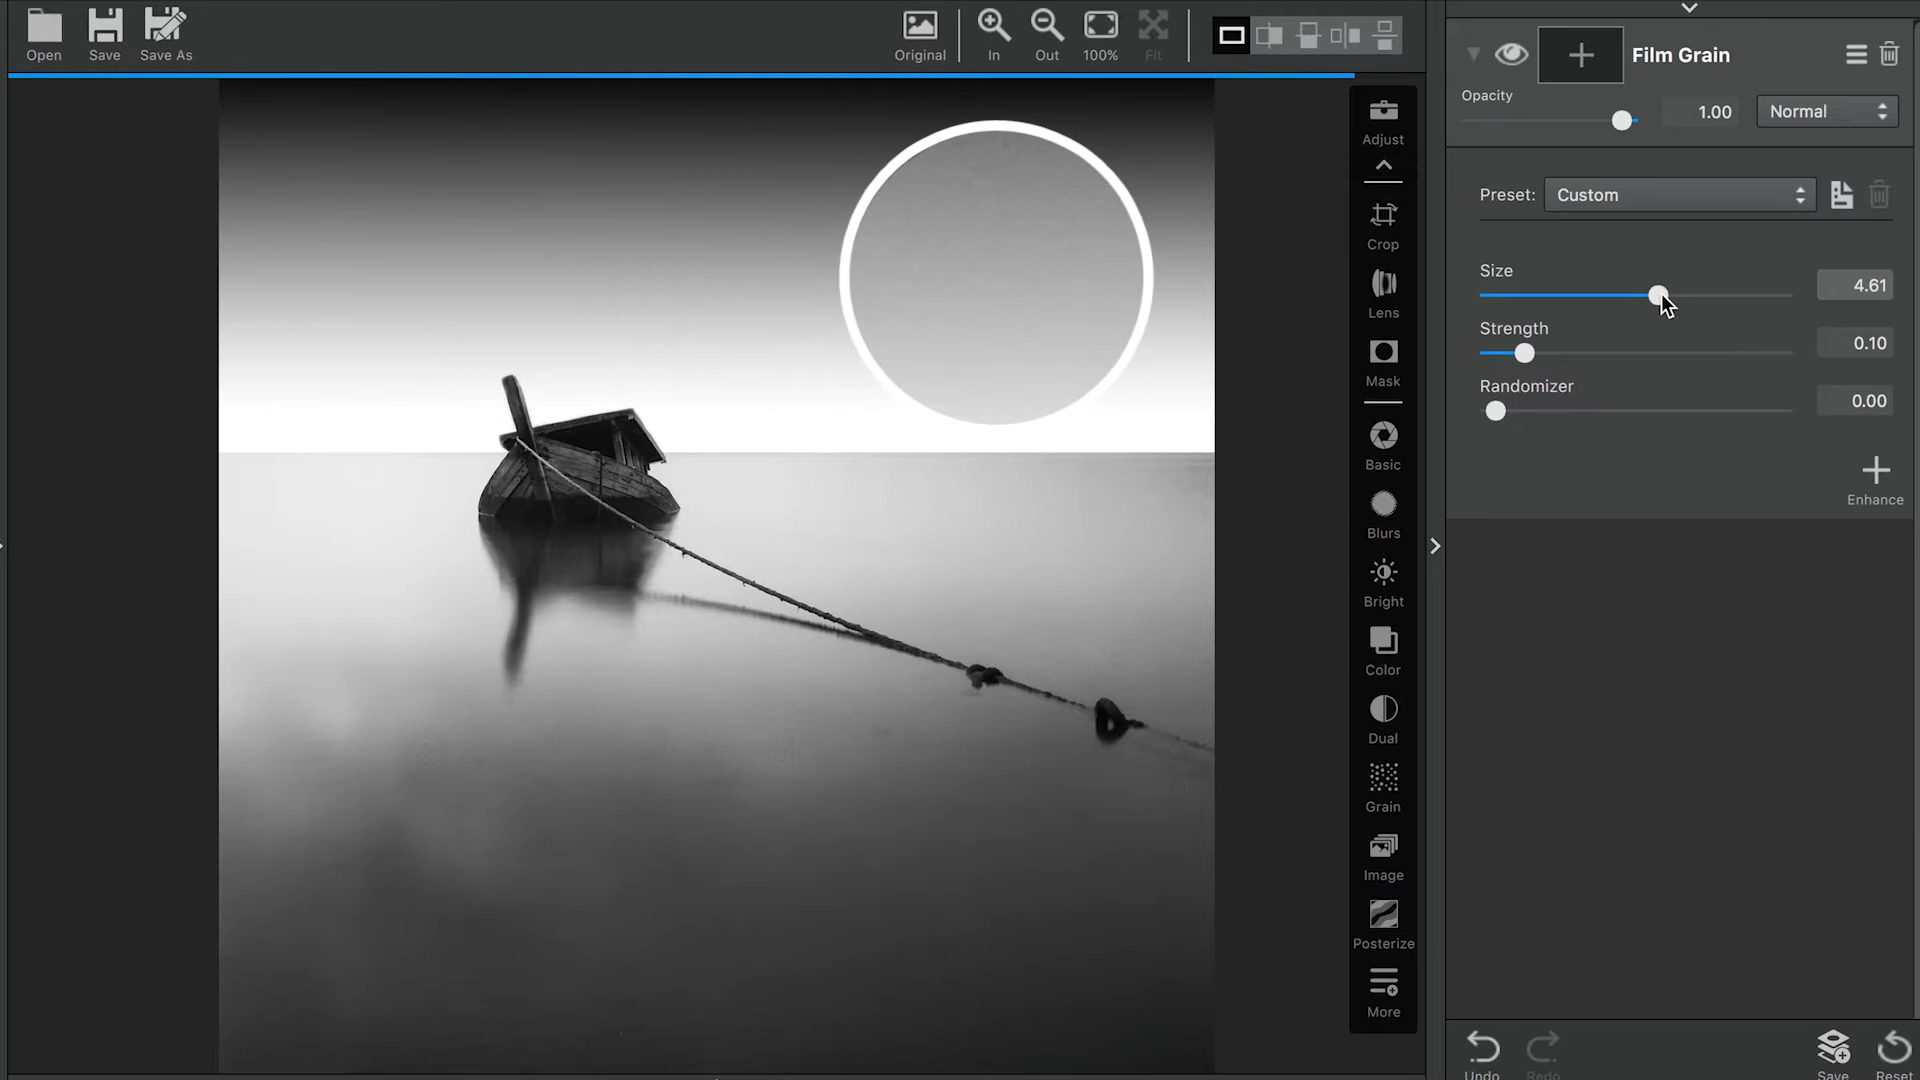 Open
Save
Save As
Original
In
Out
100%
Fit
Film Grain
Opacity
1.00
Normal
Preset:
Custom
Size
4.61
Strength
0.10
Randomizer
0.00
Enhance
Adjust
Crop
Lens
Mask
Basic
Blurs
Bright
Color
Dual
Grain
Image
Posterize
More
Undo
Redo
Save
Reset